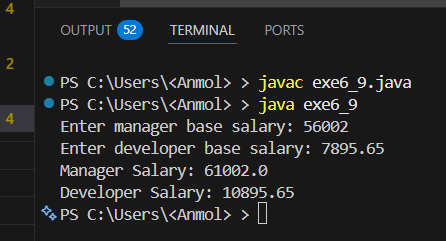 4
OUTPUT 52 TERMINAL PORTS
2
PS C:\Users\<Anmol> > javac exe6_9.java
4
PS C:\Users\<Anmol> > java exe6_9
Enter manager base salary: 56002
Enter developer base salary: 7895.65
Manager Salary: 61002.0
Developer Salary: 10895.65
PS C:\Users\<Anmol> >